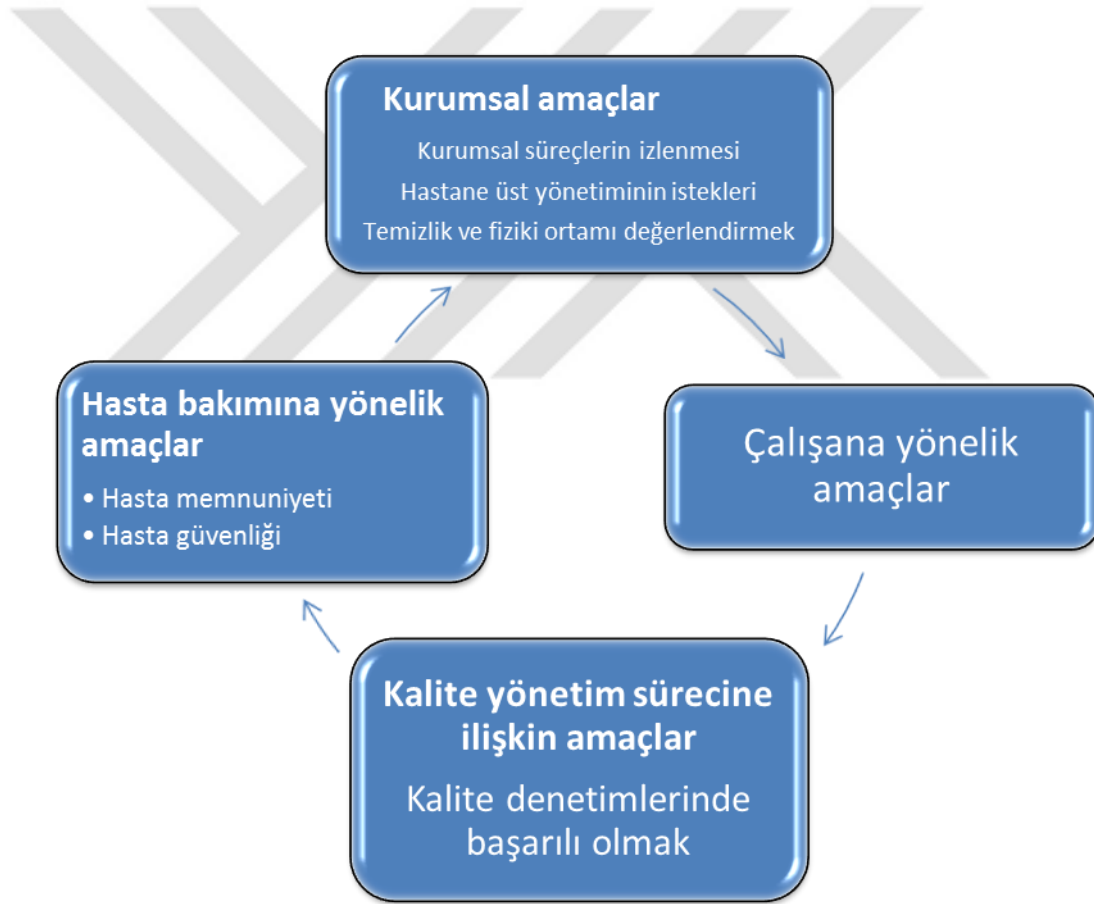 Kurumsal amaçlar
Kurumsal süreçlerin izlenmesi
Hastane üst yönetiminin istekleri
Temizlik ve fiziki ortamı değerlendirmek
Çalışana yönelik
amaçlar
Kalite yönetim sürecine
ilişkin amaçlar
Kalite denetimlerinde
başarılı olmak
Hasta bakımına yönelik
amaçlar
• Hasta memnuniyeti
• Hasta güvenliği